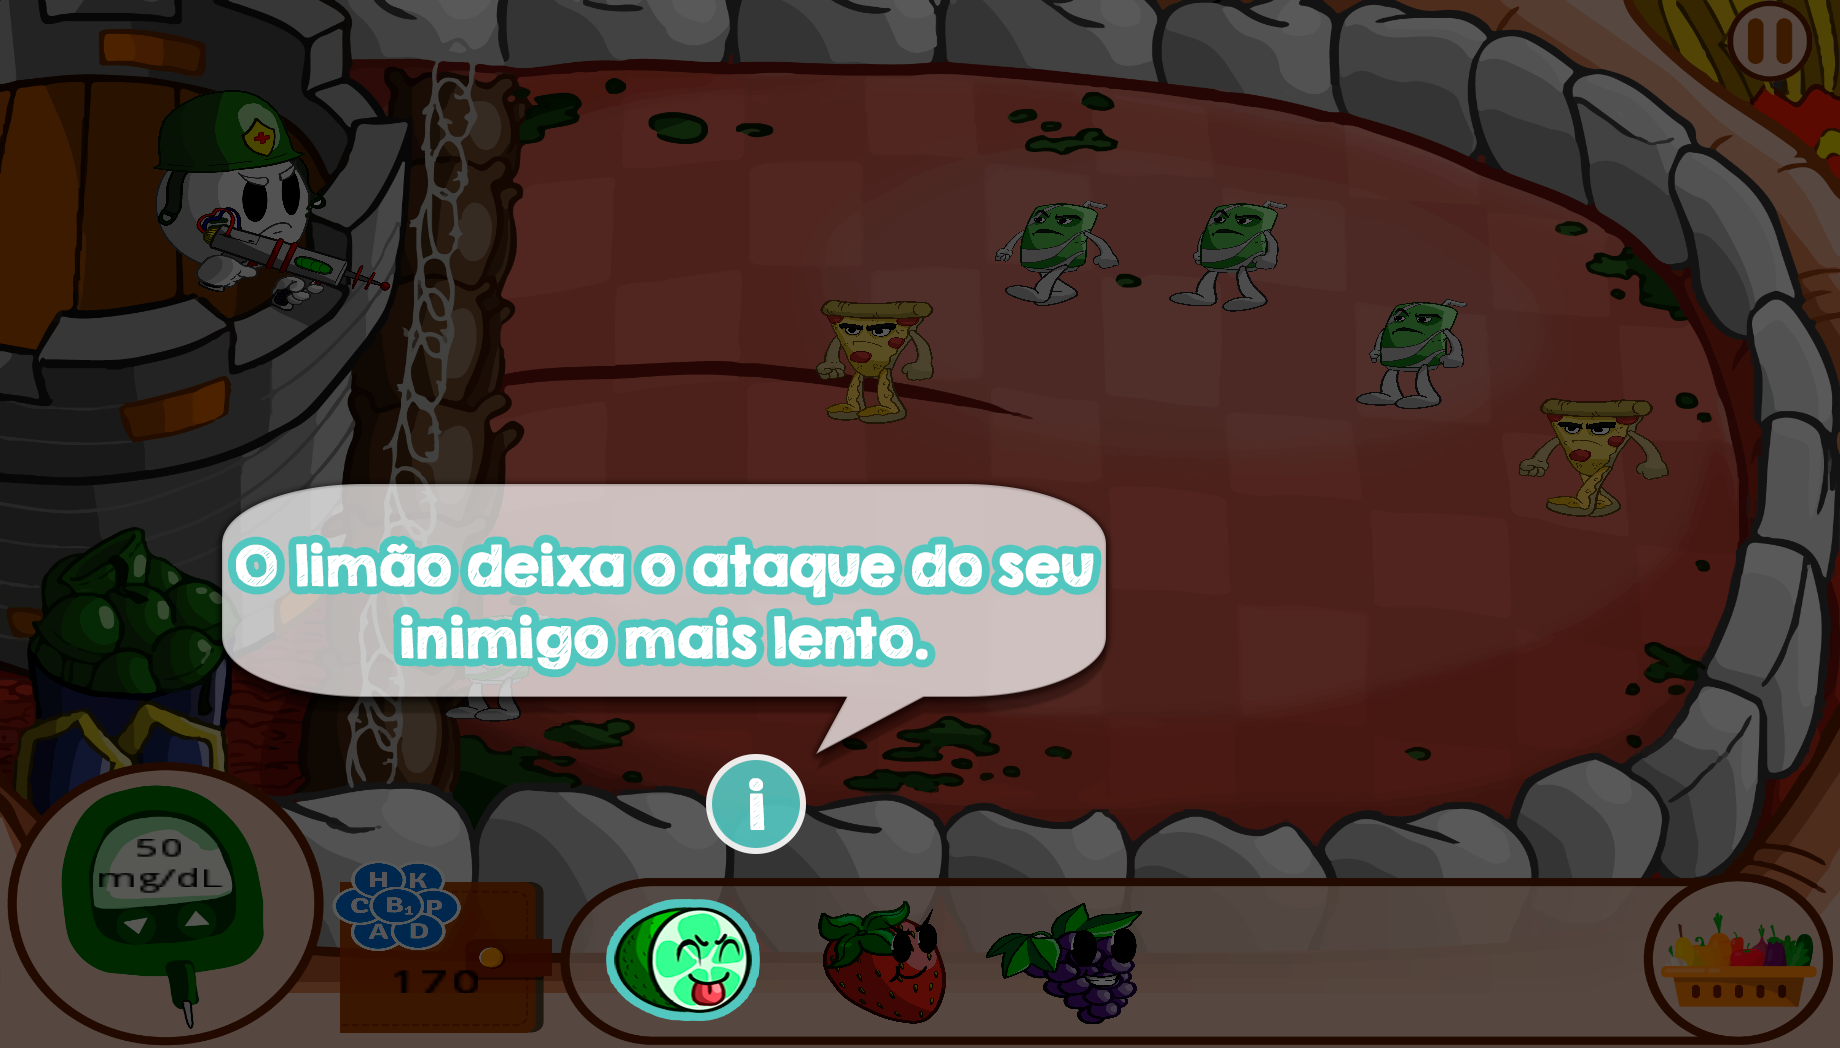 O limão deixa o ataque do seu
inimigo mais lento.
i
50
mg/dL
H K
C B₁ P
A D
170